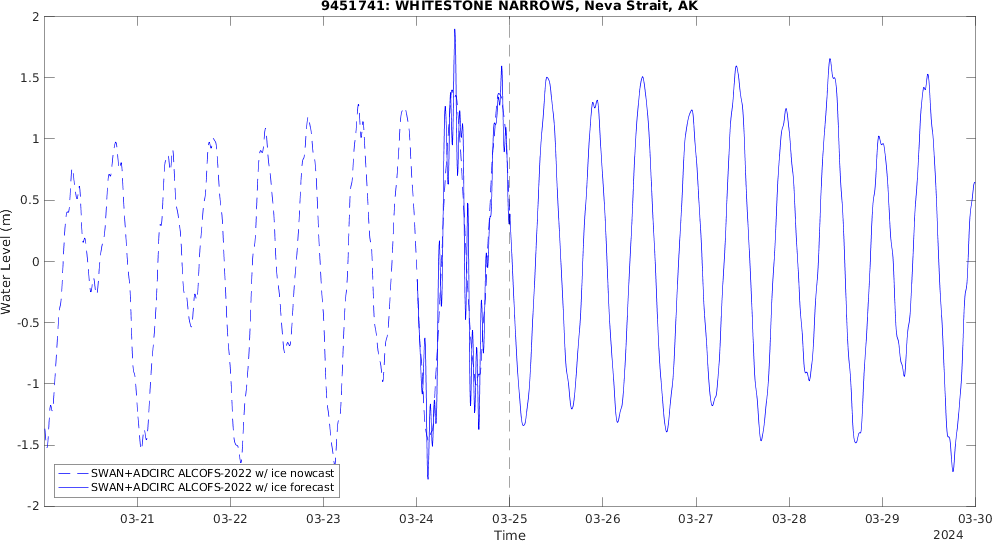 9451741: WHITESTONE NARROWS, Neva Strait, AK
2
1.5
1
0.5
0
-0.5
-1
-1.5
-2
Water Level (m)
SWAN+ADCIRC ALCOFS-2022 w/ ice nowcast
SWAN+ADCIRC ALCOFS-2022 w/ ice forecast
03-21 03-22 03-23 03-24 03-25 03-26 03-27 03-28 03-29 03-30
Time
2024